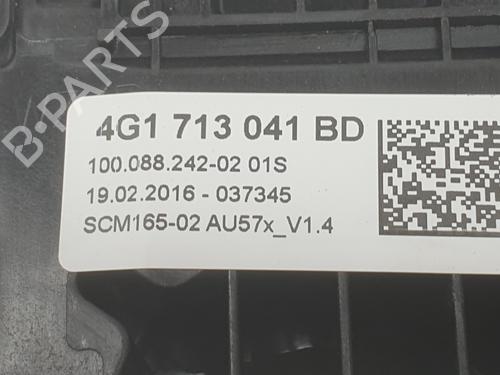 B-PARTS
4G1 713 041 BD
100.088.242-02 01S
19.02.2016 - 037345
SCM165-02 AU57x_V1.4